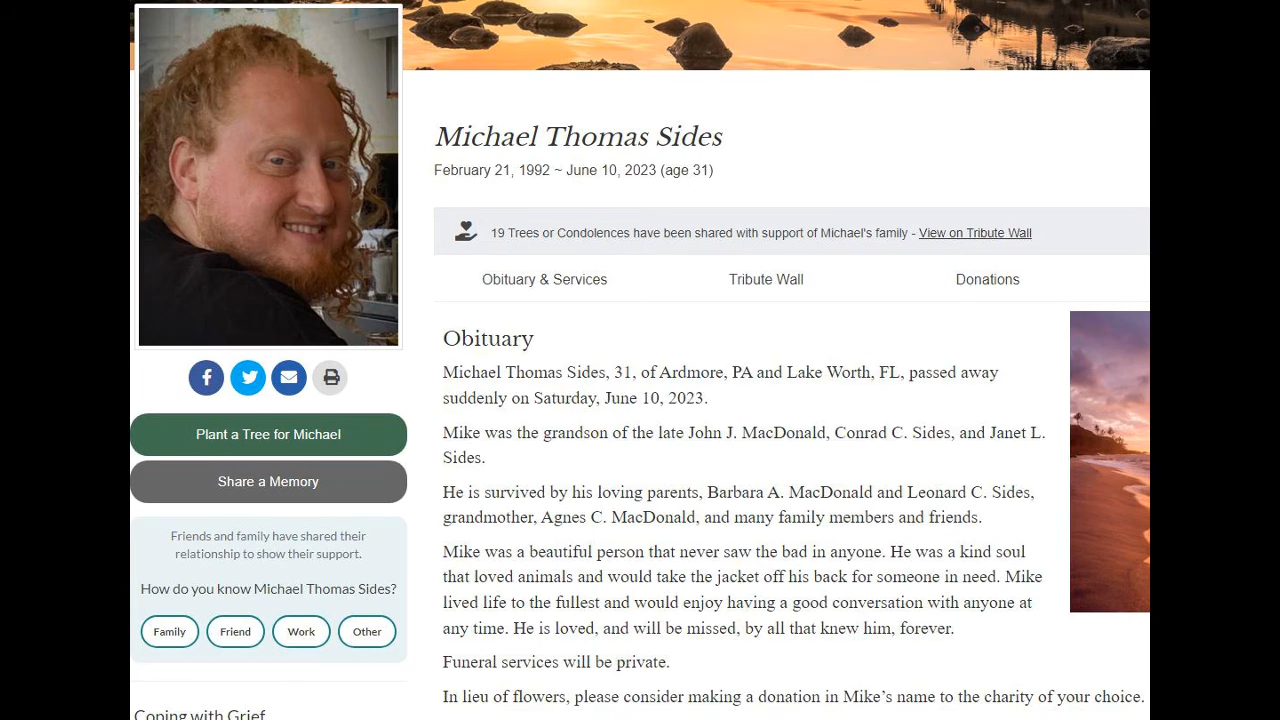 Michael Thomas Sides
February 21, 1992 ~ June 10, 2023 (age 31)
19 Trees or Condolences have been shared with support of Michael's family - View on Tribute Wall
Obituary & Services
Tribute Wall
Donations
Obituary
Michael Thomas Sides, 31, of Ardmore, PA and Lake Worth, FL, passed away
suddenly on Saturday, June 10, 2023.
Mike was the grandson of the late John J. MacDonald, Conrad C. Sides, and Janet L.
Sides.
He is survived by his loving parents, Barbara A. MacDonald and Leonard C. Sides,
grandmother, Agnes C. MacDonald, and many family members and friends.
Mike was a beautiful person that never saw the bad in anyone. He was a kind soul
that loved animals and would take the jacket off his back for someone in need. Mike
lived life to the fullest and would enjoy having a good conversation with anyone at
any time. He is loved, and will be missed, by all that knew him, forever.
Funeral services will be private.
In lieu of flowers, please consider making a donation in Mike’s name to the charity of your choice.
Plant a Tree for Michael
Share a Memory
Friends and family have shared their
relationship to show their support.
How do you know Michael Thomas Sides?
Family
Friend
Work
Other
Coping with Grief